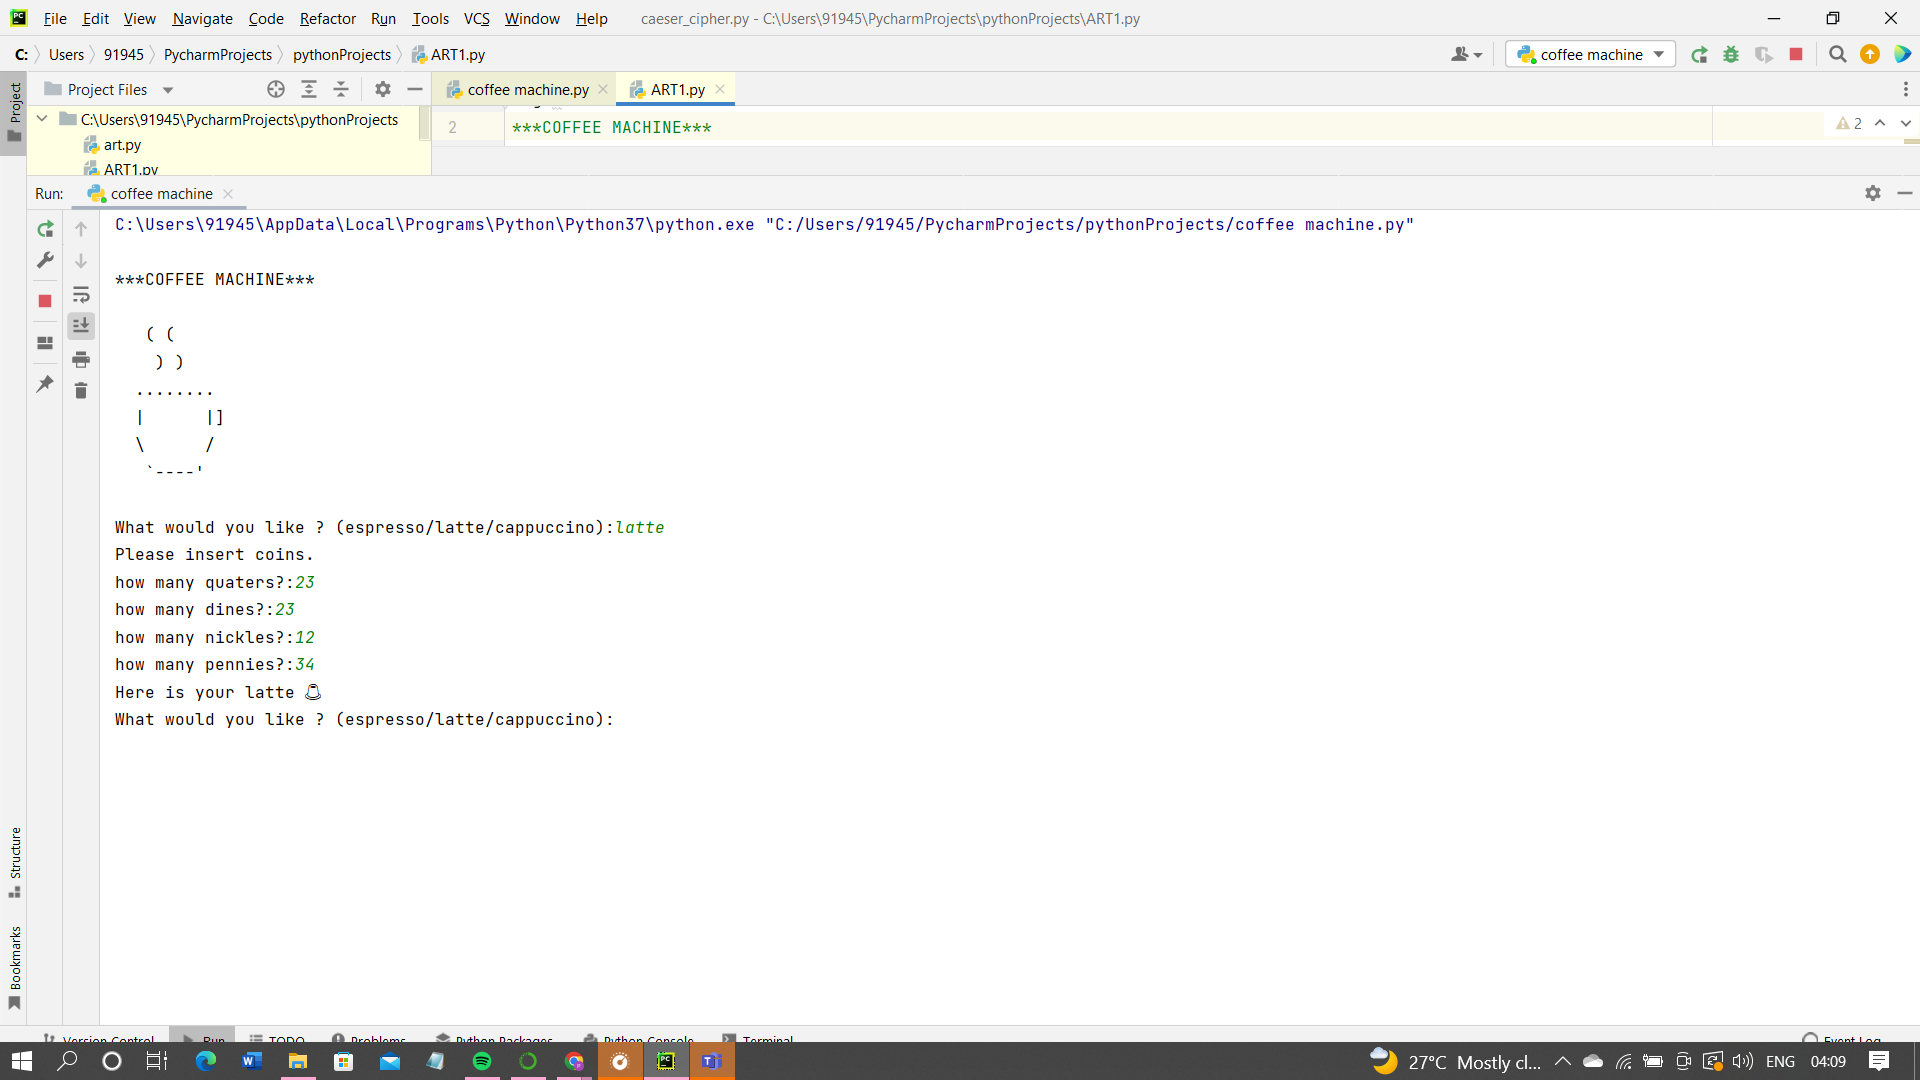 File Edit View Navigate Code Refactor Run Tools VCS Window Help caeser_cipher.py - C:\Users\91945\PycharmProjects\pythonProjects\ART1.py
C: Users 91945 PycharmProjects pythonProjects ART1.py coffee machine
Project
Project Files
coffee machine.py ART1.py
C:\Users\91945\PycharmProjects\pythonProjects
art.py
ART1.py
2 ***COFFEE MACHINE***
2
Run: coffee machine
C:\Users\91945\AppData\Local\Programs\Python\Python37\python.exe "C:/Users/91945/PycharmProjects/pythonProjects/coffee machine.py"
***COFFEE MACHINE***
( (
) )
........
|      |]
\      /
`----'
What would you like ? (espresso/latte/cappuccino):latte
Please insert coins.
how many quaters?:23
how many dines?:23
how many nickles?:12
how many pennies?:34
Here is your latte
What would you like ? (espresso/latte/cappuccino):
Structure
Bookmarks
Version Control Run TODO Problems Python Packages Python Console Terminal Event Log
27°C Mostly cl... ENG 04:09